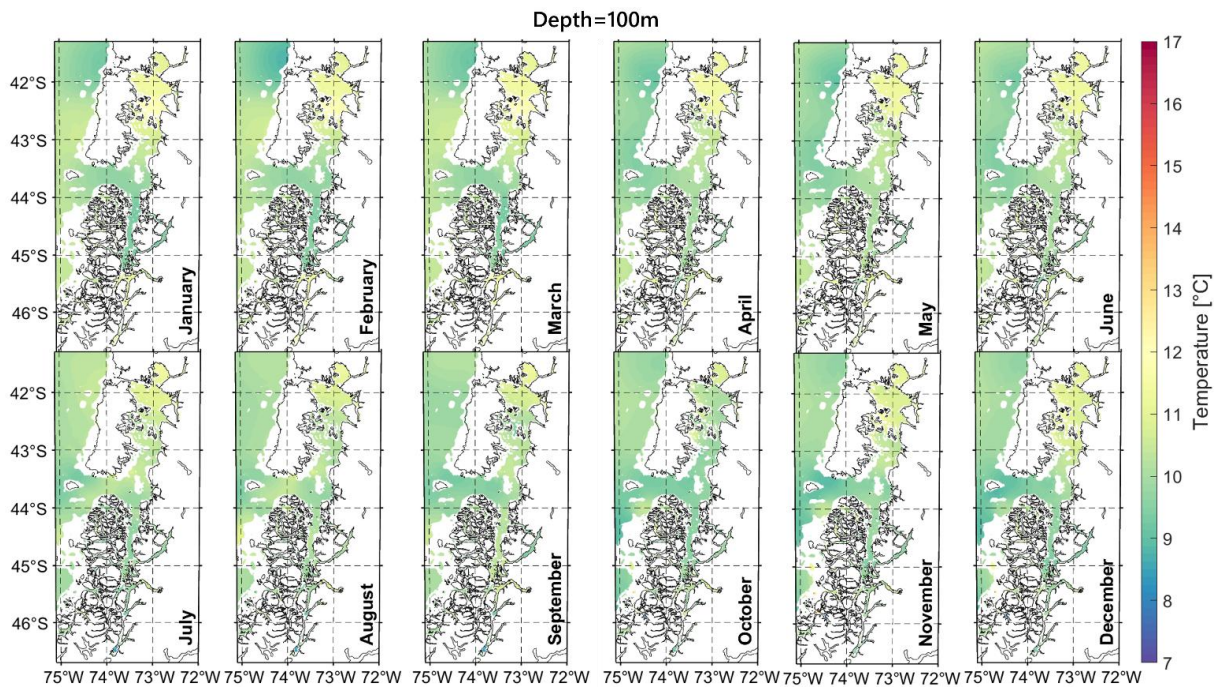 Depth=100m
42°S
43°S
44°S
45°S
46°S
January
February
March
April
May
June
42°S
43°S
44°S
45°S
46°S
July
August
September
October
November
December
75°W 74°W 73°W 72°W
75°W 74°W 73°W 72°W
75°W 74°W 73°W 72°W
75°W 74°W 73°W 72°W
75°W 74°W 73°W 72°W
75°W 74°W 73°W 72°W
17
16
15
14
13
12
11
10
9
8
7
Temperature [°C]